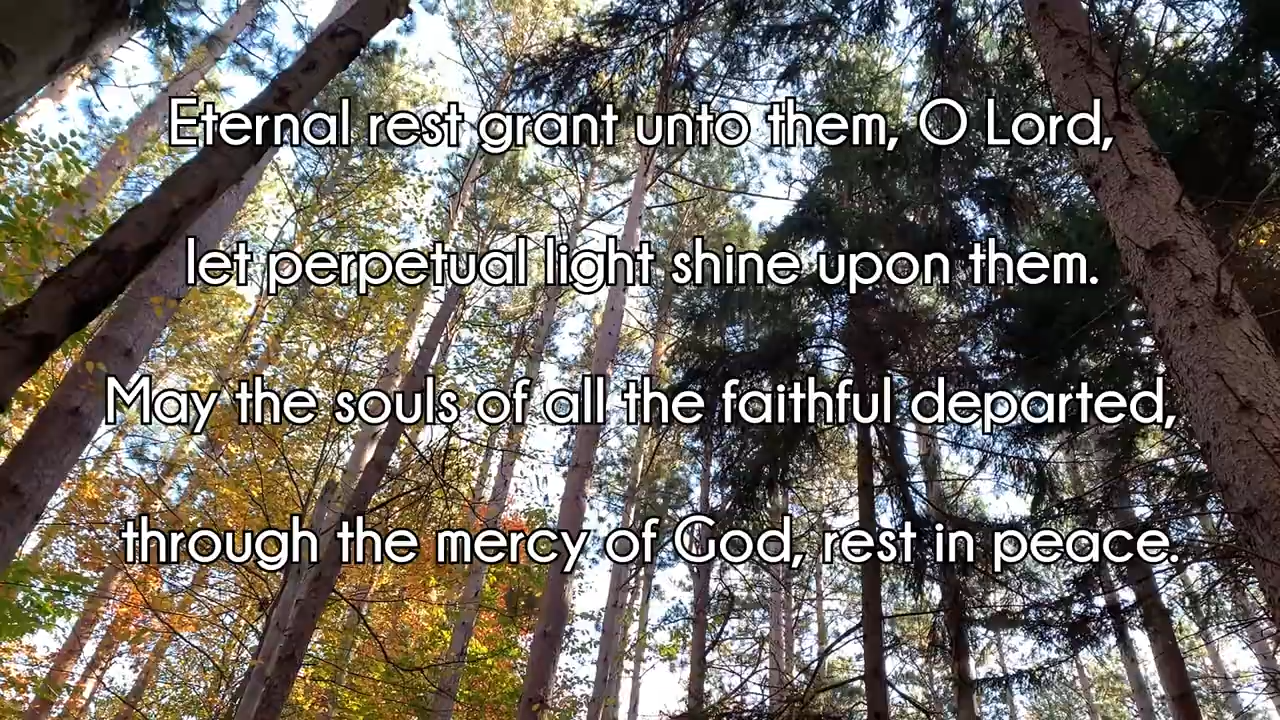 Eternal rest grant unto them, O Lord,
let perpetual light shine upon them.
May the souls of all the faithful departed,
through the mercy of God, rest in peace.